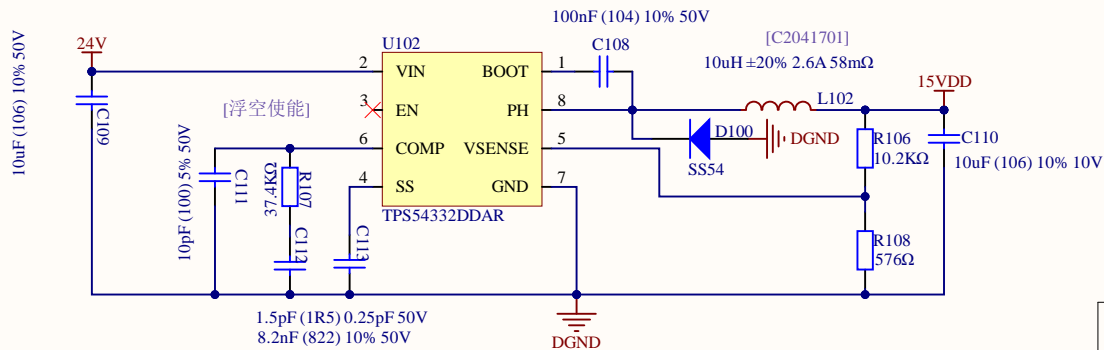 100nF (104) 10% 50V
10uF (106) 10% 50V
24V
U102
C108
[C2041701]
10uH ±20% 2.6A 58mΩ
15VDD
2
VIN
BOOT
1
C109
[浮空使能]
3
EN
PH
8
L102
D100
DGND
R106
10.2KΩ
C110
10uF (106) 10% 10V
6
COMP
VSENSE
5
SS54
10pF (100) 5% 50V
C111
37.4KΩ
R107
4
SS
GND
7
TPS54332DDAR
C112
C113
R108
576Ω
1.5pF (1R5) 0.25pF 50V
8.2nF (822) 10% 50V
DGND